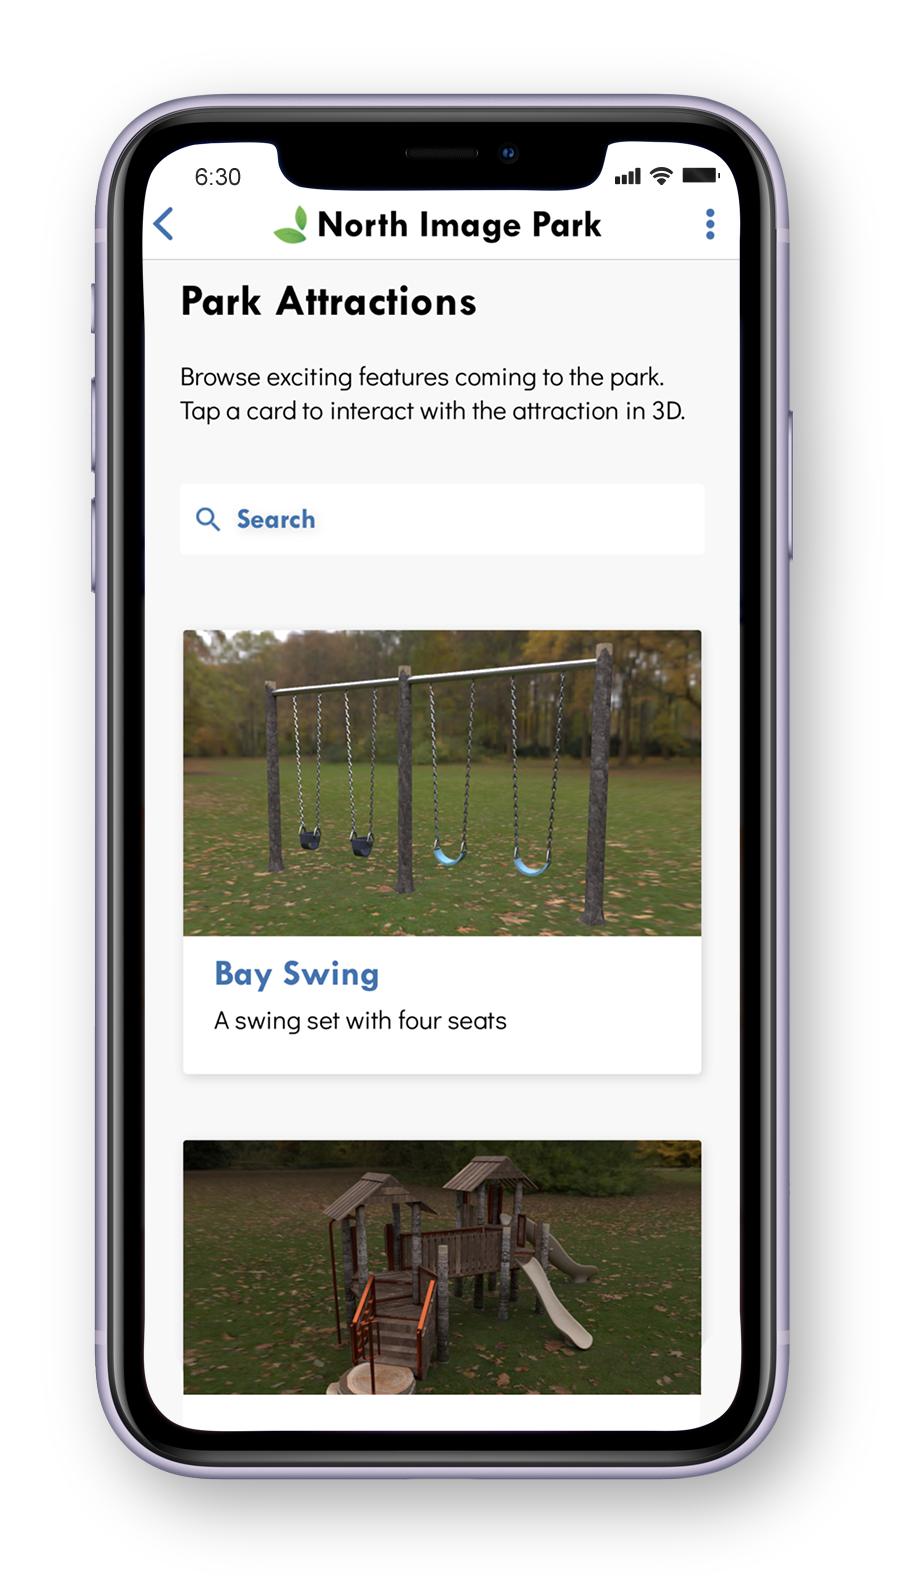 6:30
North Image Park
Park Attractions
Browse exciting features coming to the park.
Tap a card to interact with the attraction in 3D.
Search
Bay Swing
A swing set with four seats